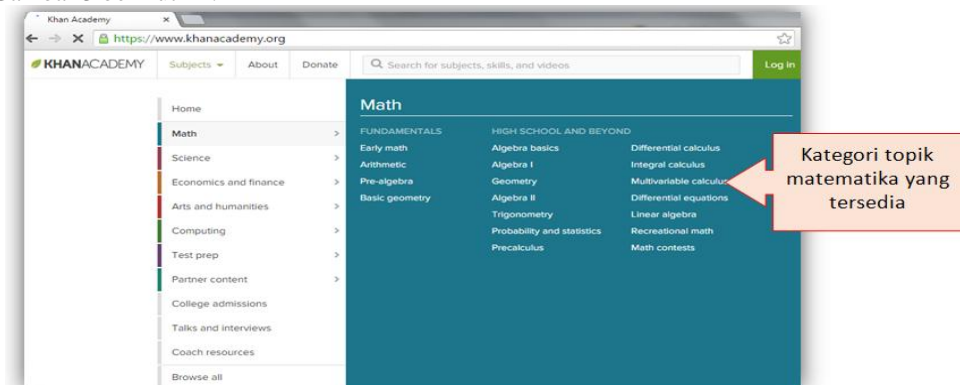 Khan Academy
https://www.khanacademy.org
KHANACADEMY Subjects About Donate Search for subjects, skills, and videos Log in
Home
Math
Science
Economics and finance
Arts and humanities
Computing
Test prep
Partner content
College admissions
Talks and interviews
Coach resources
Browse all
Math
FUNDAMENTALS
Early math
Arithmetic
Pre-algebra
Basic geometry
HIGH SCHOOL AND BEYOND
Algebra basics
Algebra I
Geometry
Algebra II
Trigonometry
Probability and statistics
Precalculus
Differential calculus
Integral calculus
Multivariable calculus
Differential equations
Linear algebra
Recreational math
Math contests
Kategori topik
matematika yang
tersedia